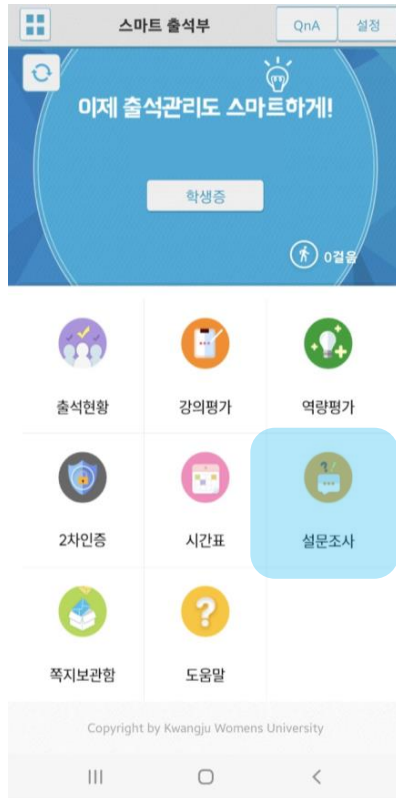 스마트 출석부
QnA
설정
이제 출석관리도 스마트하게!
학생증
0걸음
출석현황
강의평가
역량평가
2차인증
시간표
설문조사
쪽지보관함
도움말
Copyright by Kwangju Womens University